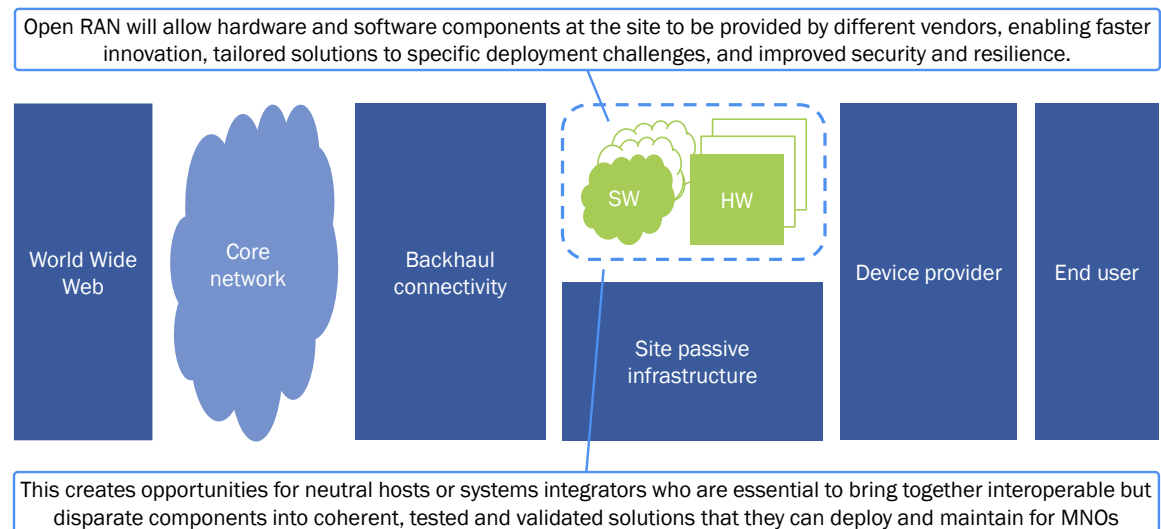 Open RAN will allow hardware and software components at the site to be provided by different vendors, enabling faster
innovation, tailored solutions to specific deployment challenges, and improved security and resilience.
World Wide
Web
Core
network
Backhaul
connectivity
SW
HW
Site passive
infrastructure
Device provider
End user
This creates opportunities for neutral hosts or systems integrators who are essential to bring together interoperable but
disparate components into coherent, tested and validated solutions that they can deploy and maintain for MNOs